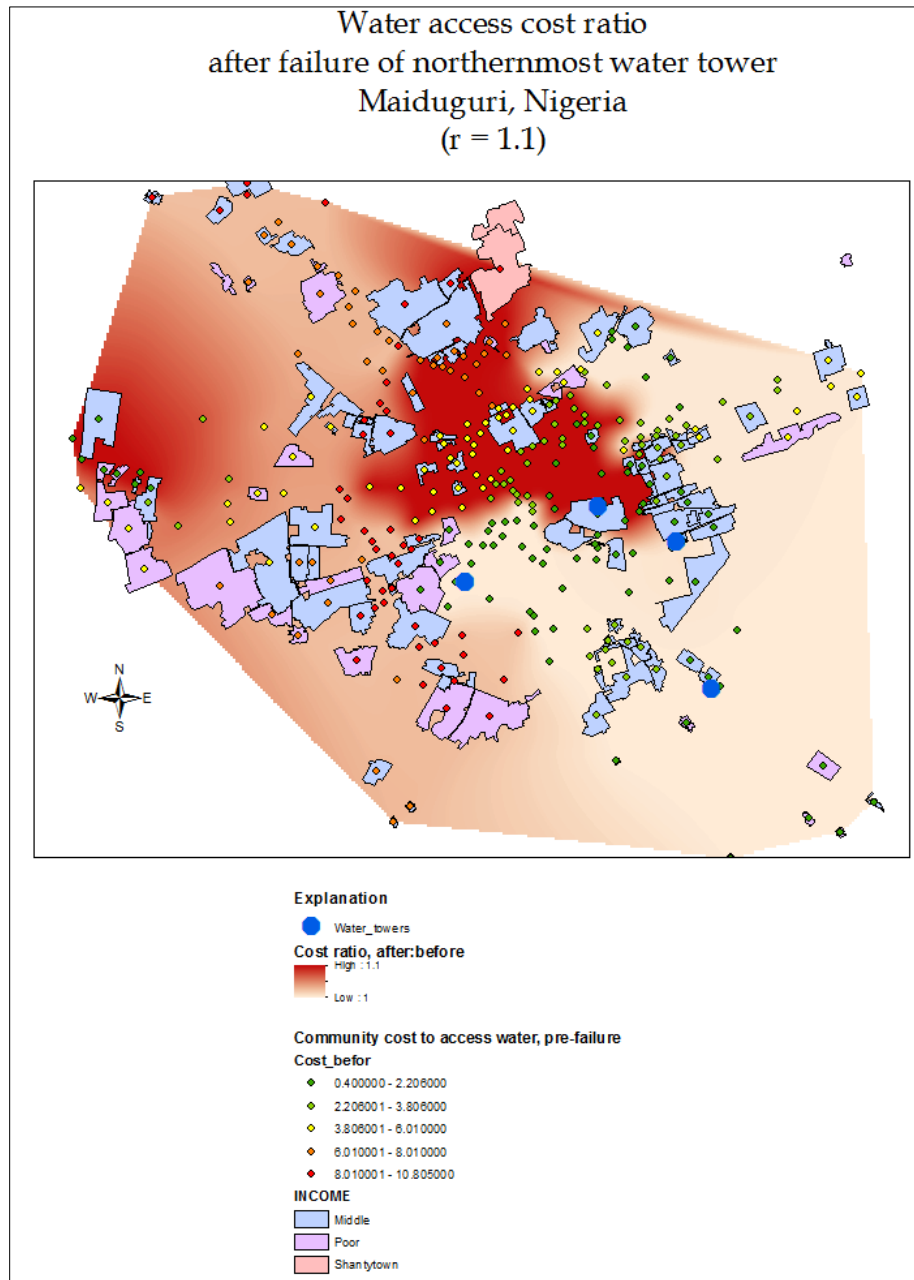 Water access cost ratio
after failure of northernmost water tower
Maiduguri, Nigeria
(r = 1.1)
N
W E
S
Explanation
Water_towers
Cost ratio, after:before
High : 1.1
Low : 1
Community cost to access water, pre-failure
Cost_befor
0.400000 - 2.206000
2.206001 - 3.806000
3.806001 - 6.010000
6.010001 - 8.010000
8.010001 - 10.805000
INCOME
Middle
Poor
Shantytown